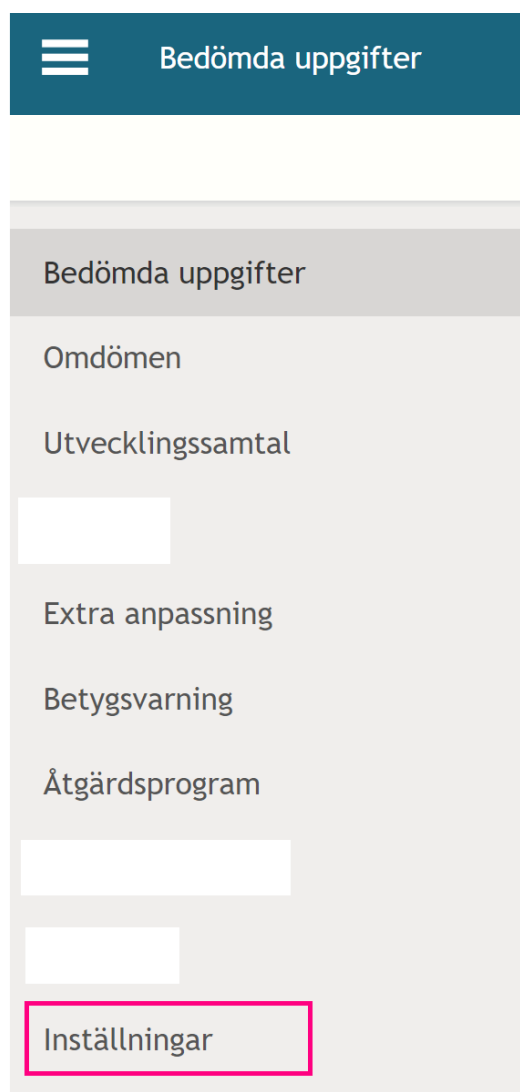 Bedömda uppgifter
Bedömda uppgifter
Omdömen
Utvecklingssamtal
Extra anpassning
Betygsvarning
Åtgärdsprogram
Inställningar